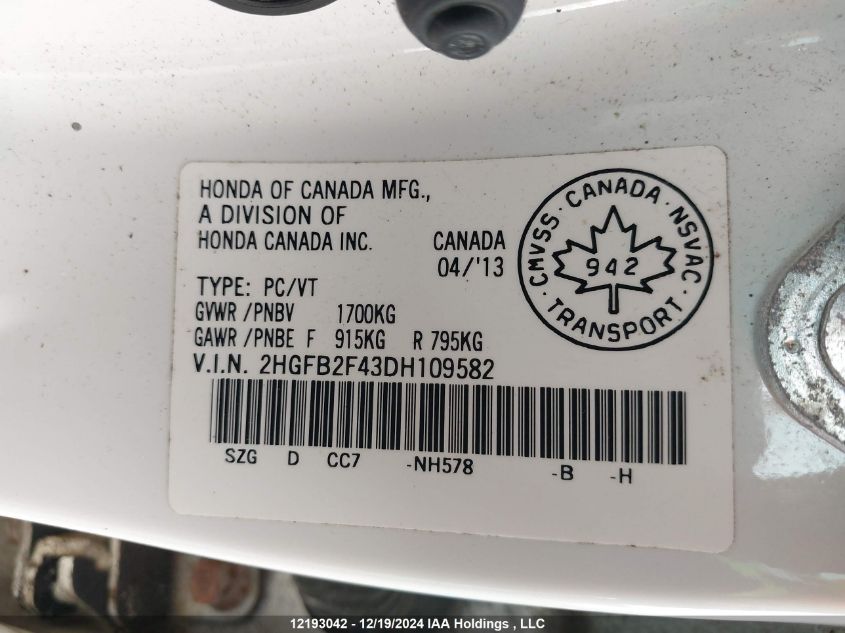 HONDA OF CANADA MFG.,
A DIVISION OF
HONDA CANADA INC. CANADA
04/'13
TYPE: PC/VT
GVWR /PNBV 1700KG
GAWR /PNBE F 915KG R 795KG
V.I.N. 2HGFB2F43DH109582
SZG D CC7 -NH578 -B -H
CMVSS · CANADA · NSVAC
942
· TRANSPORT ·
12193042 - 12/19/2024 IAA Holdings , LLC